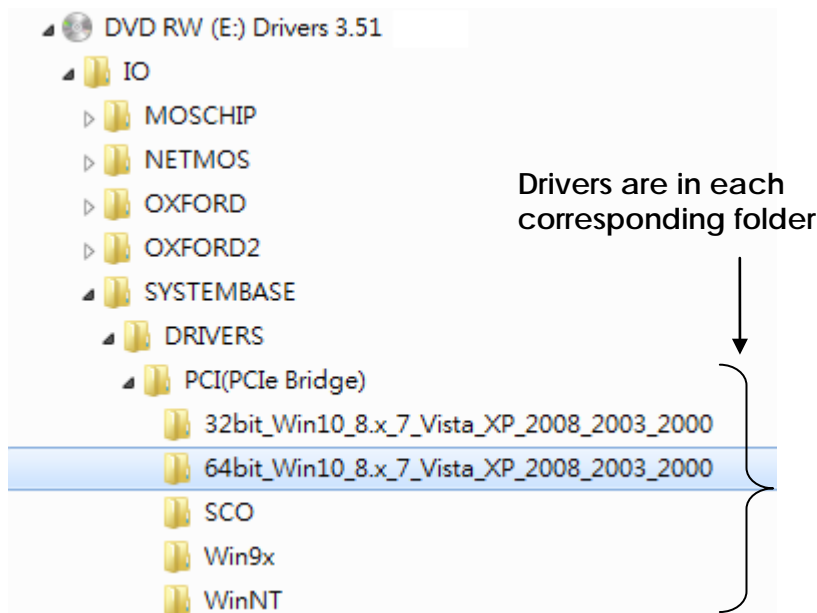 DVD RW (E:) Drivers 3.51
IO
MOSCHIP
NETMOS
OXFORD
OXFORD2
SYSTEMBASE
DRIVERS
PCI(PCIe Bridge)
32bit_Win10_8.x_7_Vista_XP_2008_2003_2000
64bit_Win10_8.x_7_Vista_XP_2008_2003_2000
SCO
Win9x
WinNT
Drivers are in each
corresponding folder